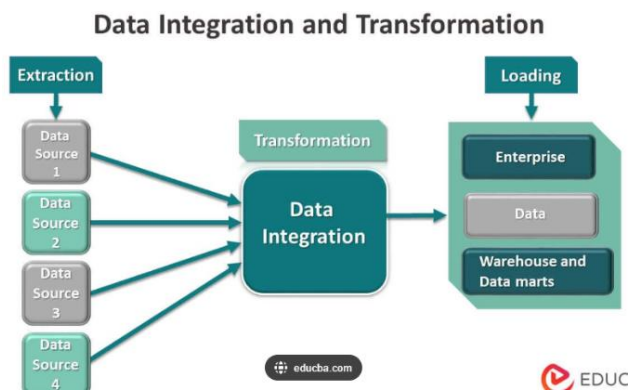 Data Integration and Transformation
Extraction
Data
Source
1
Data
Source
2
Data
Source
3
Data
Source
4
Transformation
Data
Integration
Loading
Enterprise
Data
Warehouse and
Data marts
educba.com
EDUC